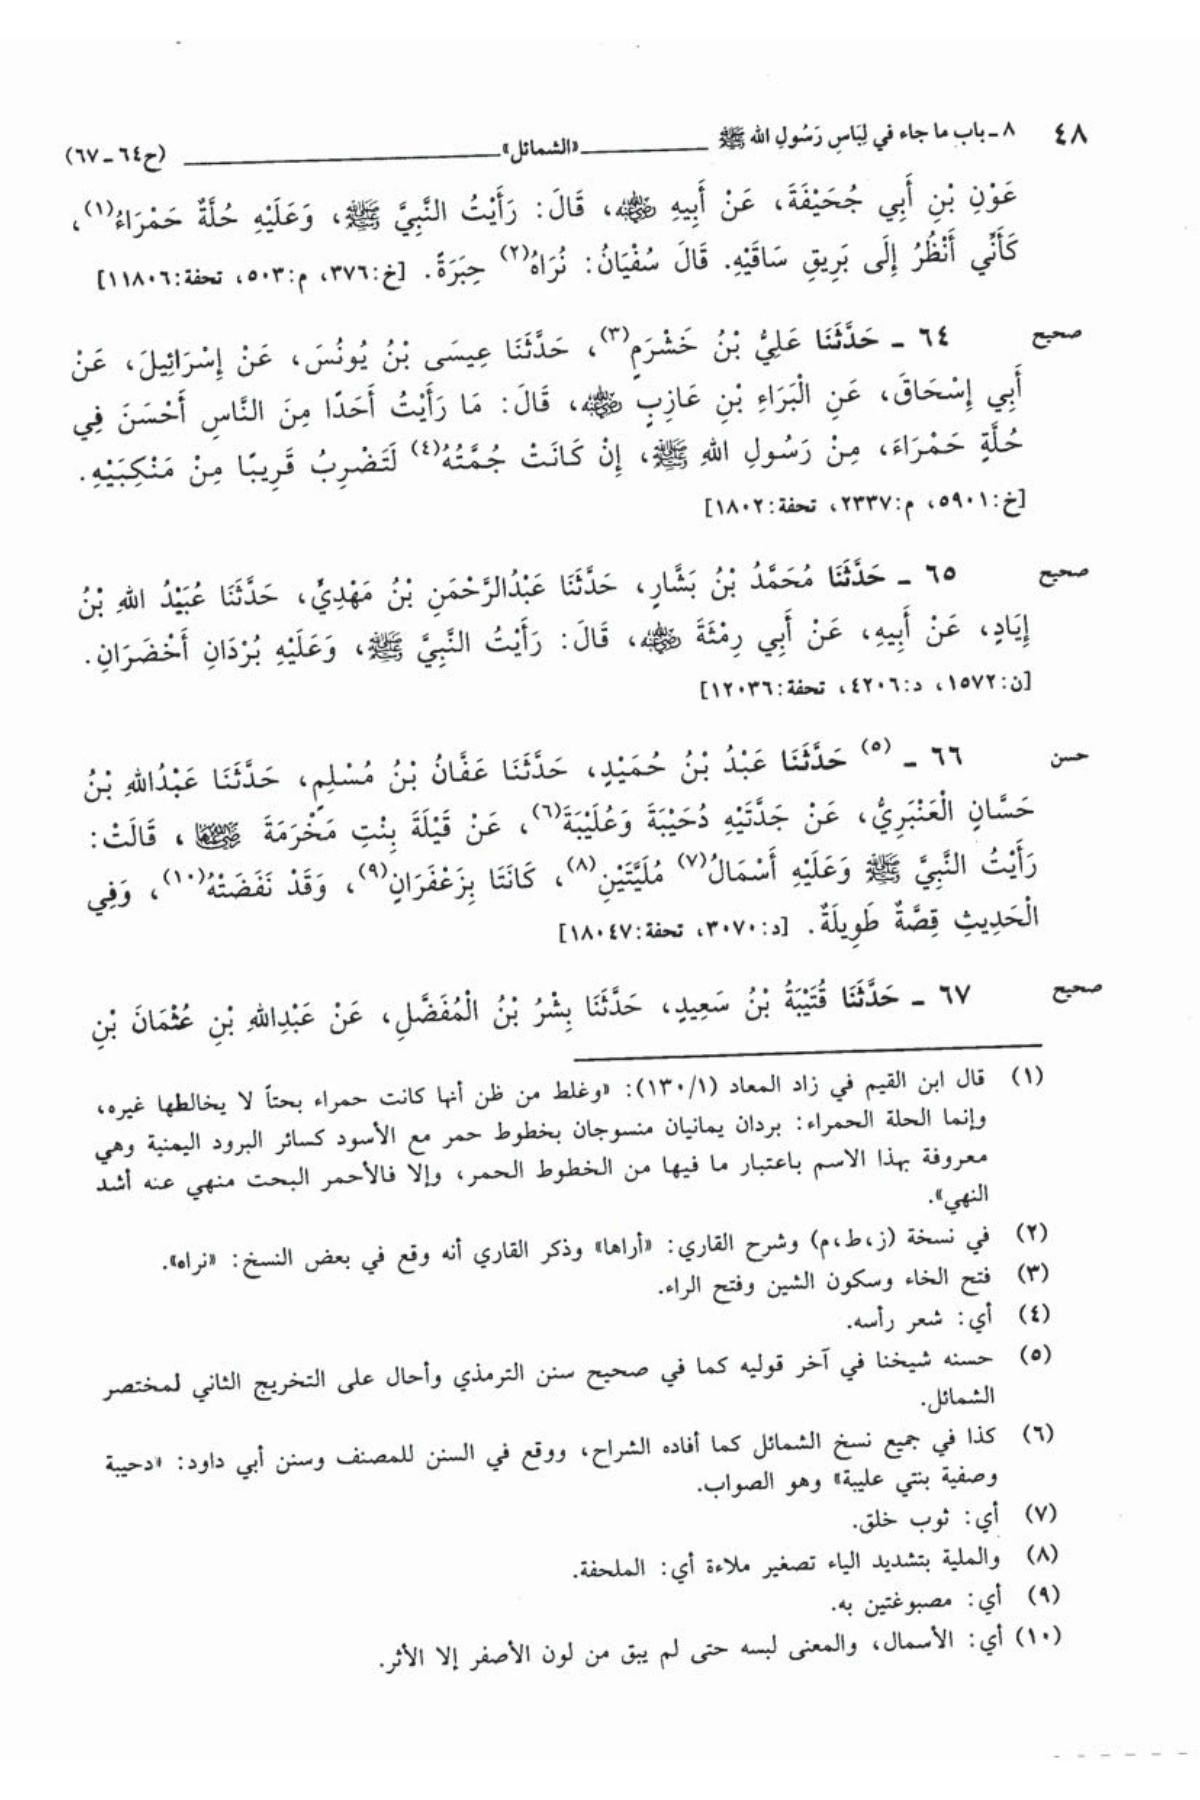 ٤٨ ٨ ـ باب ما جاء في لِبَاسِ رَسُولِ الله ﷺ «الشمائل» (ح٦٤ ـ ٦٧)
عَوْنِ بْنِ أَبِي جُحَيْفَةَ، عَنْ أَبِيهِ رضي الله عنه، قَالَ: رَأَيْتُ النَّبِيَّ ﷺ، وَعَلَيْهِ حُلَّةٌ حَمْرَاءُ(١)،
كَأَنِّي أَنْظُرُ إِلَى بَرِيقِ سَاقَيْهِ. قَالَ سُفْيَانُ: نُرَاهُ(٢) حِبَرَةً. [خ:٣٧٦، م:٥٠٣، تحفة:١١٨٠٦]
صحيح ٦٤ ـ حَدَّثَنَا عَلِيُّ بْنُ خَشْرَمٍ(٣)، حَدَّثَنَا عِيسَى بْنُ يُونُسَ، عَنْ إِسْرَائِيلَ، عَنْ
أَبِي إِسْحَاقَ، عَنِ الْبَرَاءِ بْنِ عَازِبٍ رضي الله عنه، قَالَ: مَا رَأَيْتُ أَحَدًا مِنَ النَّاسِ أَحْسَنَ فِي
حُلَّةٍ حَمْرَاءَ، مِنْ رَسُولِ اللهِ ﷺ، إِنْ كَانَتْ جُمَّتُهُ(٤) لَتَضْرِبُ قَرِيبًا مِنْ مَنْكِبَيْهِ.
[خ:٥٩٠١، م:٢٣٣٧، تحفة:١٨٠٢]
صحيح ٦٥ ـ حَدَّثَنَا مُحَمَّدُ بْنُ بَشَّارٍ، حَدَّثَنَا عَبْدُالرَّحْمَنِ بْنُ مَهْدِيٍّ، حَدَّثَنَا عُبَيْدُ اللهِ بْنُ
إِيَادٍ، عَنْ أَبِيهِ، عَنْ أَبِي رِمْثَةَ رضي الله عنه، قَالَ: رَأَيْتُ النَّبِيَّ ﷺ، وَعَلَيْهِ بُرْدَانِ أَخْضَرَانِ.
[ن:١٥٧٢، د:٤٢٠٦، تحفة:١٢٠٣٦]
حسن ٦٦ ـ (٥) حَدَّثَنَا عَبْدُ بْنُ حُمَيْدٍ، حَدَّثَنَا عَفَّانُ بْنُ مُسْلِمٍ، حَدَّثَنَا عَبْدُاللهِ بْنُ
حَسَّانِ الْعَنْبَرِيُّ، عَنْ جَدَّتَيْهِ دُحَيْبَةَ وَعُلَيْبَةَ(٦)، عَنْ قَيْلَةَ بِنْتِ مَخْرَمَةَ رضي الله عنها، قَالَتْ:
رَأَيْتُ النَّبِيَّ ﷺ وَعَلَيْهِ أَسْمَالُ(٧) مُلَيَّتَيْنِ(٨)، كَانَتَا بِزَعْفَرَانٍ(٩)، وَقَدْ نَفَضَتْهُ(١٠)، وَفِي
الْحَدِيثِ قِصَّةٌ طَوِيلَةٌ. [د:٣٠٧٠، تحفة:١٨٠٤٧]
صحيح ٦٧ ـ حَدَّثَنَا قُتَيْبَةُ بْنُ سَعِيدٍ، حَدَّثَنَا بِشْرُ بْنُ الْمُفَضَّلِ، عَنْ عَبْدِاللهِ بْنِ عُثْمَانَ بْنِ
(١) قال ابن القيم في زاد المعاد (١٣٠/١): «وغلط من ظن أنها كانت حمراء بحتاً لا يخالطها غيره،
وإنما الحلة الحمراء: بردان يمانيان منسوجان بخطوط حمر مع الأسود كسائر البرود اليمنية وهي
معروفة بهذا الاسم باعتبار ما فيها من الخطوط الحمر، وإلا فالأحمر البحت منهي عنه أشد
النهي».
(٢) في نسخة (ز،ط،م) وشرح القاري: «أراها» وذكر القاري أنه وقع في بعض النسخ: «نراه».
(٣) فتح الخاء وسكون الشين وفتح الراء.
(٤) أي: شعر رأسه.
(٥) حسنه شيخنا في آخر قوليه كما في صحيح سنن الترمذي وأحال على التخريج الثاني لمختصر
الشمائل.
(٦) كذا في جميع نسخ الشمائل كما أفاده الشراح، ووقع في السنن للمصنف وسنن أبي داود: «دحيبة
وصفية بنتي عليبة» وهو الصواب.
(٧) أي: ثوب خلق.
(٨) والملية بتشديد الياء تصغير ملاءة أي: الملحفة.
(٩) أي: مصبوغتين به.
(١٠) أي: الأسمال، والمعنى لبسه حتى لم يبق من لون الأصفر إلا الأثر.